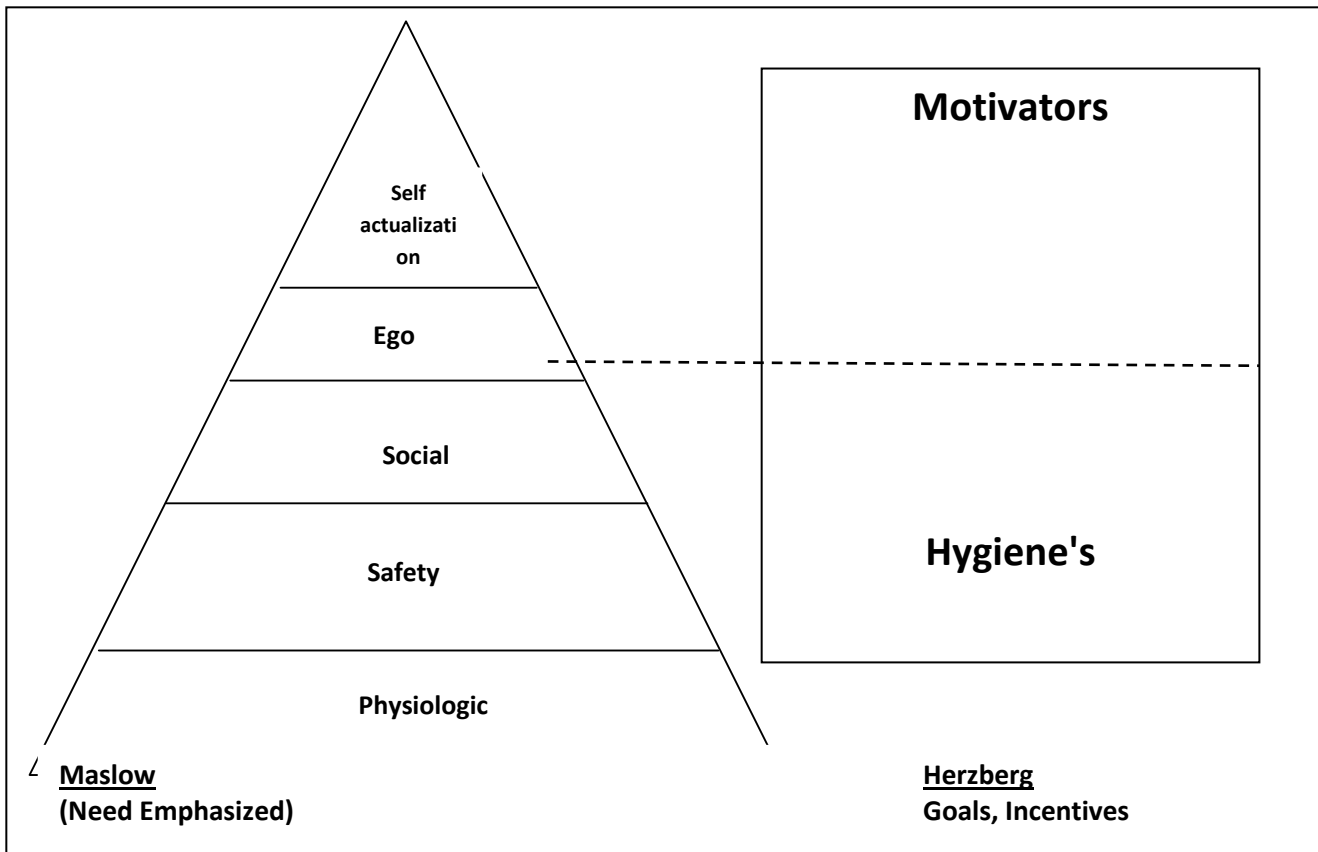 Motivators
Self
actualizati
on
Ego
Social
Hygiene's
Safety
Physiologic
Maslow
(Need Emphasized)
Herzberg
Goals, Incentives